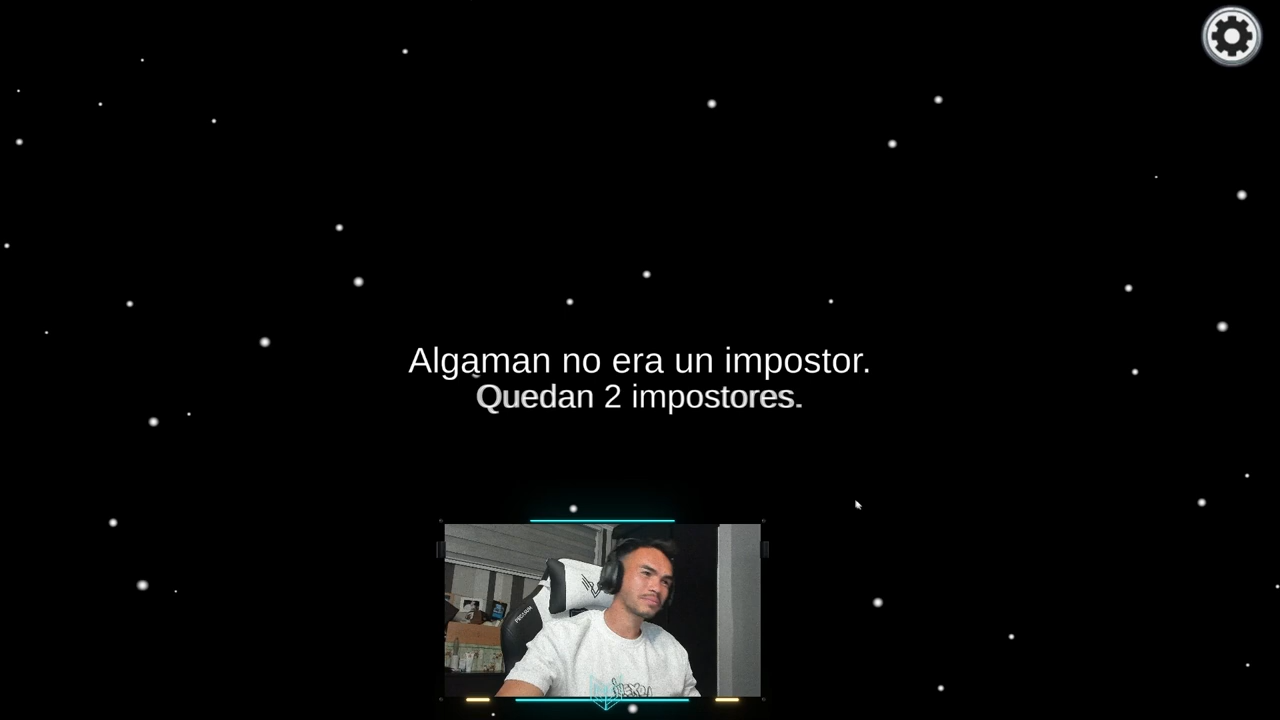 Algaman no era un impostor.
Quedan 2 impostores.